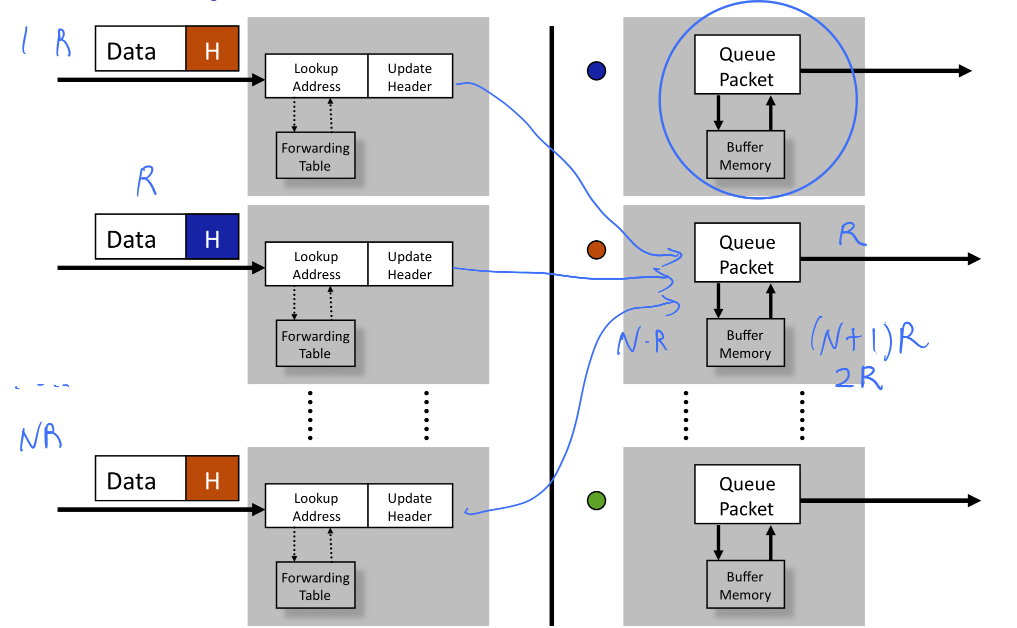 1 R
Data H
Lookup Address
Update Header
Forwarding Table
Queue Packet
Buffer Memory
R
Data H
Lookup Address
Update Header
Forwarding Table
Queue Packet
Buffer Memory
R
N·R
(N+1)R
2R
NR
Data H
Lookup Address
Update Header
Forwarding Table
Queue Packet
Buffer Memory